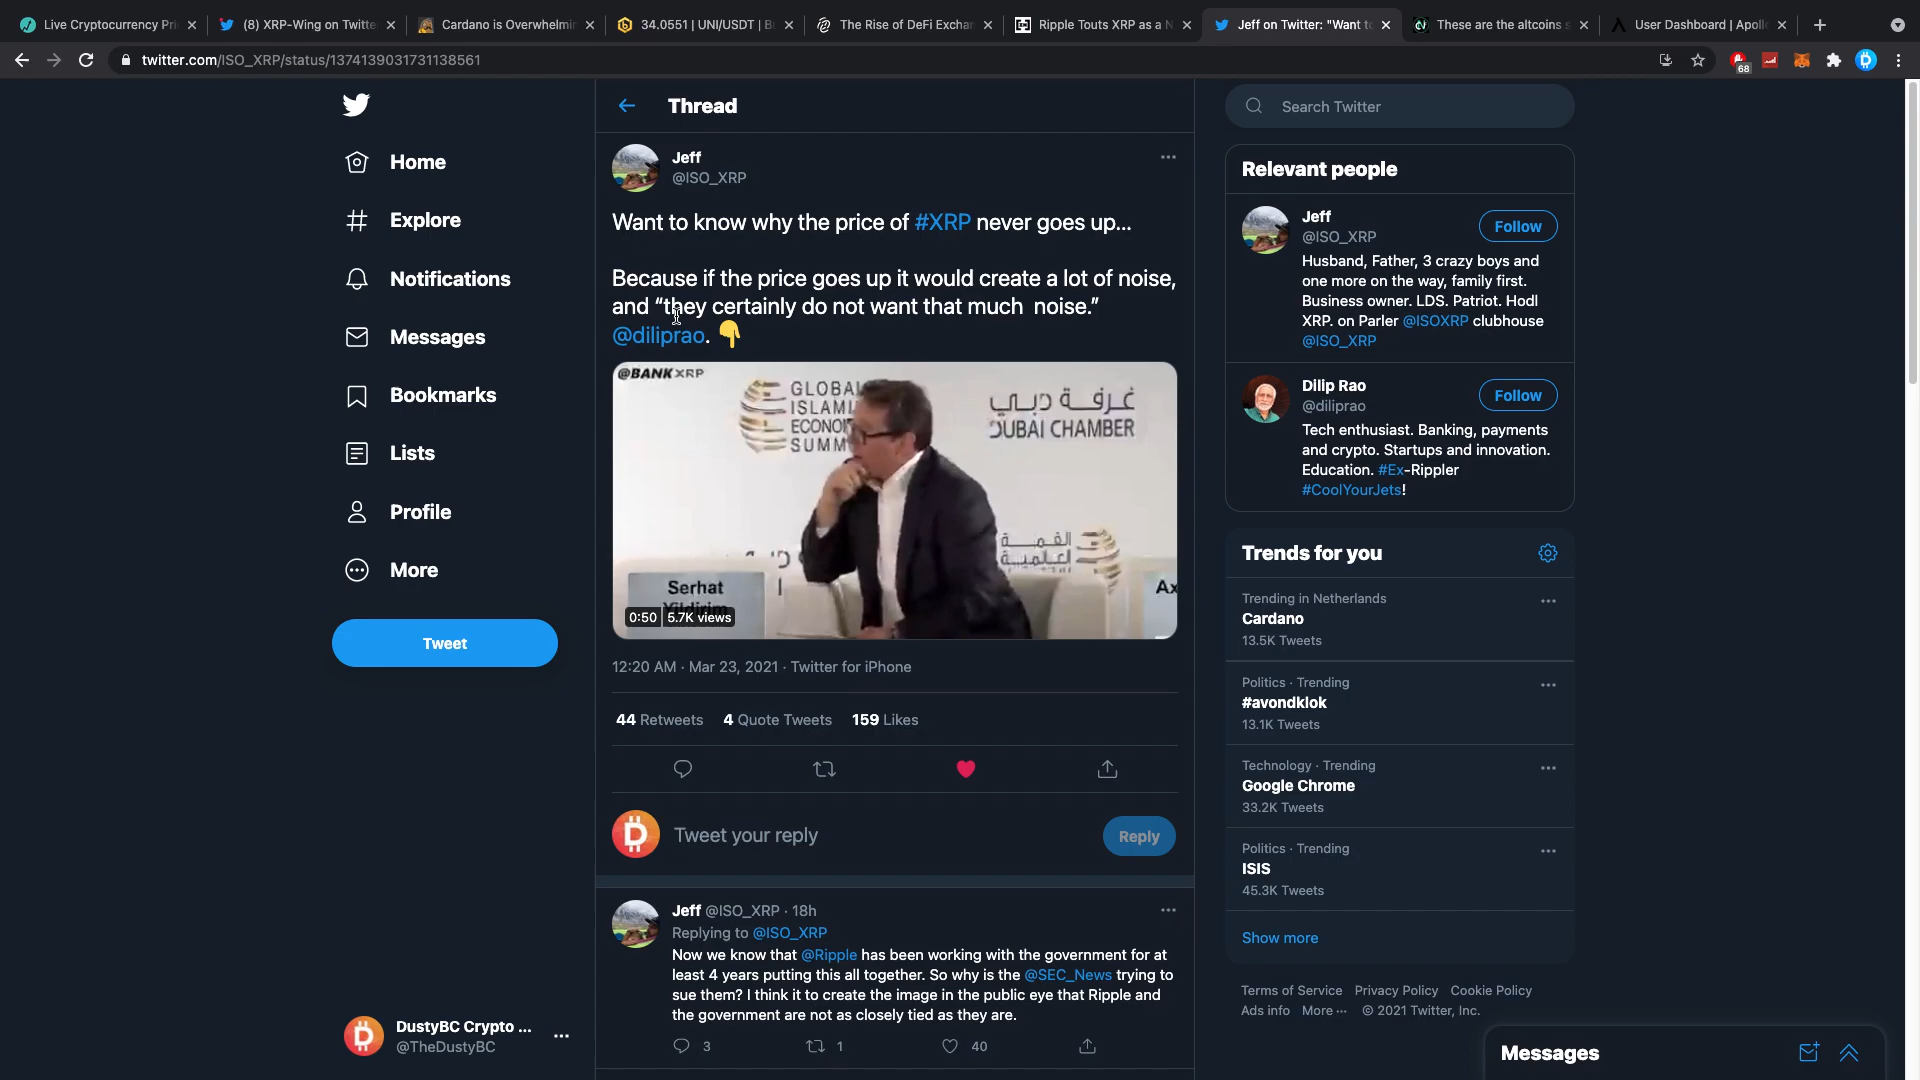 Live Cryptocurrency Pri
(8) XRP-Wing on Twitte
Cardano is Overwhelmin
34.0551 | UNI/USDT | B
The Rise of DeFi Exchan
Ripple Touts XRP as a N
Jeff on Twitter: "Want to
These are the altcoins s
User Dashboard | Apoll
twitter.com/ISO_XRP/status/1374139031731138561
68
Home
Explore
Notifications
Messages
Bookmarks
Lists
Profile
More
Tweet
DustyBC Crypto ...
@TheDustyBC
Thread
Jeff
@ISO_XRP
Want to know why the price of #XRP never goes up...
Because if the price goes up it would create a lot of noise,
and “they certainly do not want that much noise.”
@diliprao. 👇
@BANK XRP
GLOBAL
ISLAMI
ECONO
SUMM
غرفة دبي
DUBAI CHAMBER
القمة
العالمية
Serhat
Yildirim
Ax
0:50 5.7K views
12:20 AM · Mar 23, 2021 · Twitter for iPhone
44 Retweets 4 Quote Tweets 159 Likes
Tweet your reply
Reply
Jeff @ISO_XRP · 18h
Replying to @ISO_XRP
Now we know that @Ripple has been working with the government for at
least 4 years putting this all together. So why is the @SEC_News trying to
sue them? I think it to create the image in the public eye that Ripple and
the government are not as closely tied as they are.
3 1 40
Search Twitter
Relevant people
Jeff
@ISO_XRP
Follow
Husband, Father, 3 crazy boys and
one more on the way, family first.
Business owner. LDS. Patriot. Hodl
XRP. on Parler @ISOXRP clubhouse
@ISO_XRP
Dilip Rao
@diliprao
Follow
Tech enthusiast. Banking, payments
and crypto. Startups and innovation.
Education. #Ex-Rippler
#CoolYourJets!
Trends for you
Trending in Netherlands
Cardano
13.5K Tweets
Politics · Trending
#avondklok
13.1K Tweets
Technology · Trending
Google Chrome
33.2K Tweets
Politics · Trending
ISIS
45.3K Tweets
Show more
Terms of Service Privacy Policy Cookie Policy
Ads info More ··· © 2021 Twitter, Inc.
Messages